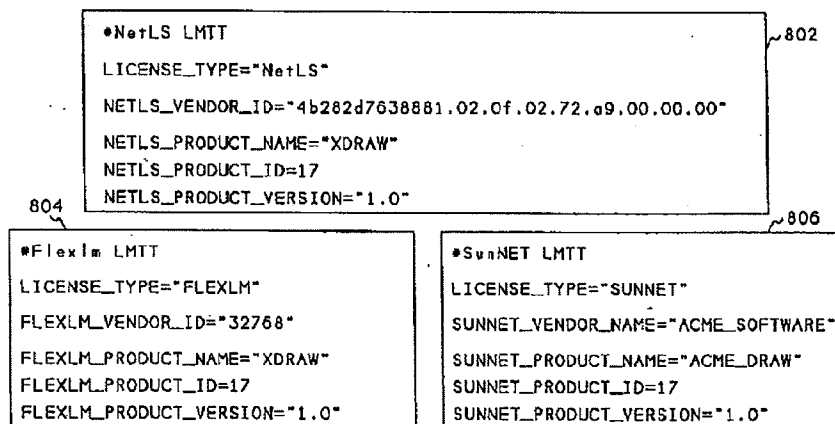 #NetLS LMTT
802
LICENSE_TYPE="NetLS"
NETLS_VENDOR_ID="4b282d7638881.02.0f.02.72.a9.00.00.00"
NETLS_PRODUCT_NAME="XDRAW"
NETLS_PRODUCT_ID=17
NETLS_PRODUCT_VERSION="1.0"
804
#Flexlm LMTT
LICENSE_TYPE="FLEXLM"
FLEXLM_VENDOR_ID="32768"
FLEXLM_PRODUCT_NAME="XDRAW"
FLEXLM_PRODUCT_ID=17
FLEXLM_PRODUCT_VERSION="1.0"
806
#SunNET LMTT
LICENSE_TYPE="SUNNET"
SUNNET_VENDOR_NAME="ACME_SOFTWARE"
SUNNET_PRODUCT_NAME="ACME_DRAW"
SUNNET_PRODUCT_ID=17
SUNNET_PRODUCT_VERSION="1.0"